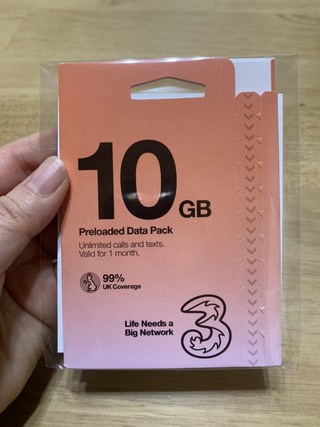 10 GB
Preloaded Data Pack
Unlimited calls and texts.
Valid for 1 month.
99%
UK Coverage
Life Needs a
Big Network
3